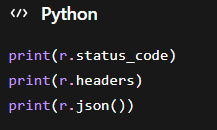 </> Python
print(r.status_code)
print(r.headers)
print(r.json())